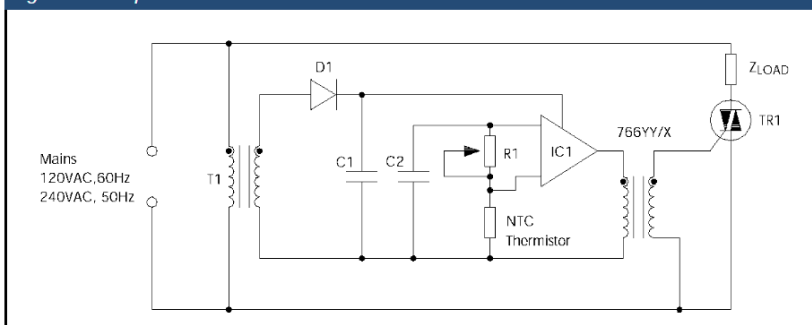 D1
ZLOAD
766YY/X
TR1
Mains
120VAC,60Hz
240VAC, 50Hz
T1
C1
C2
R1
IC1
NTC
Thermistor